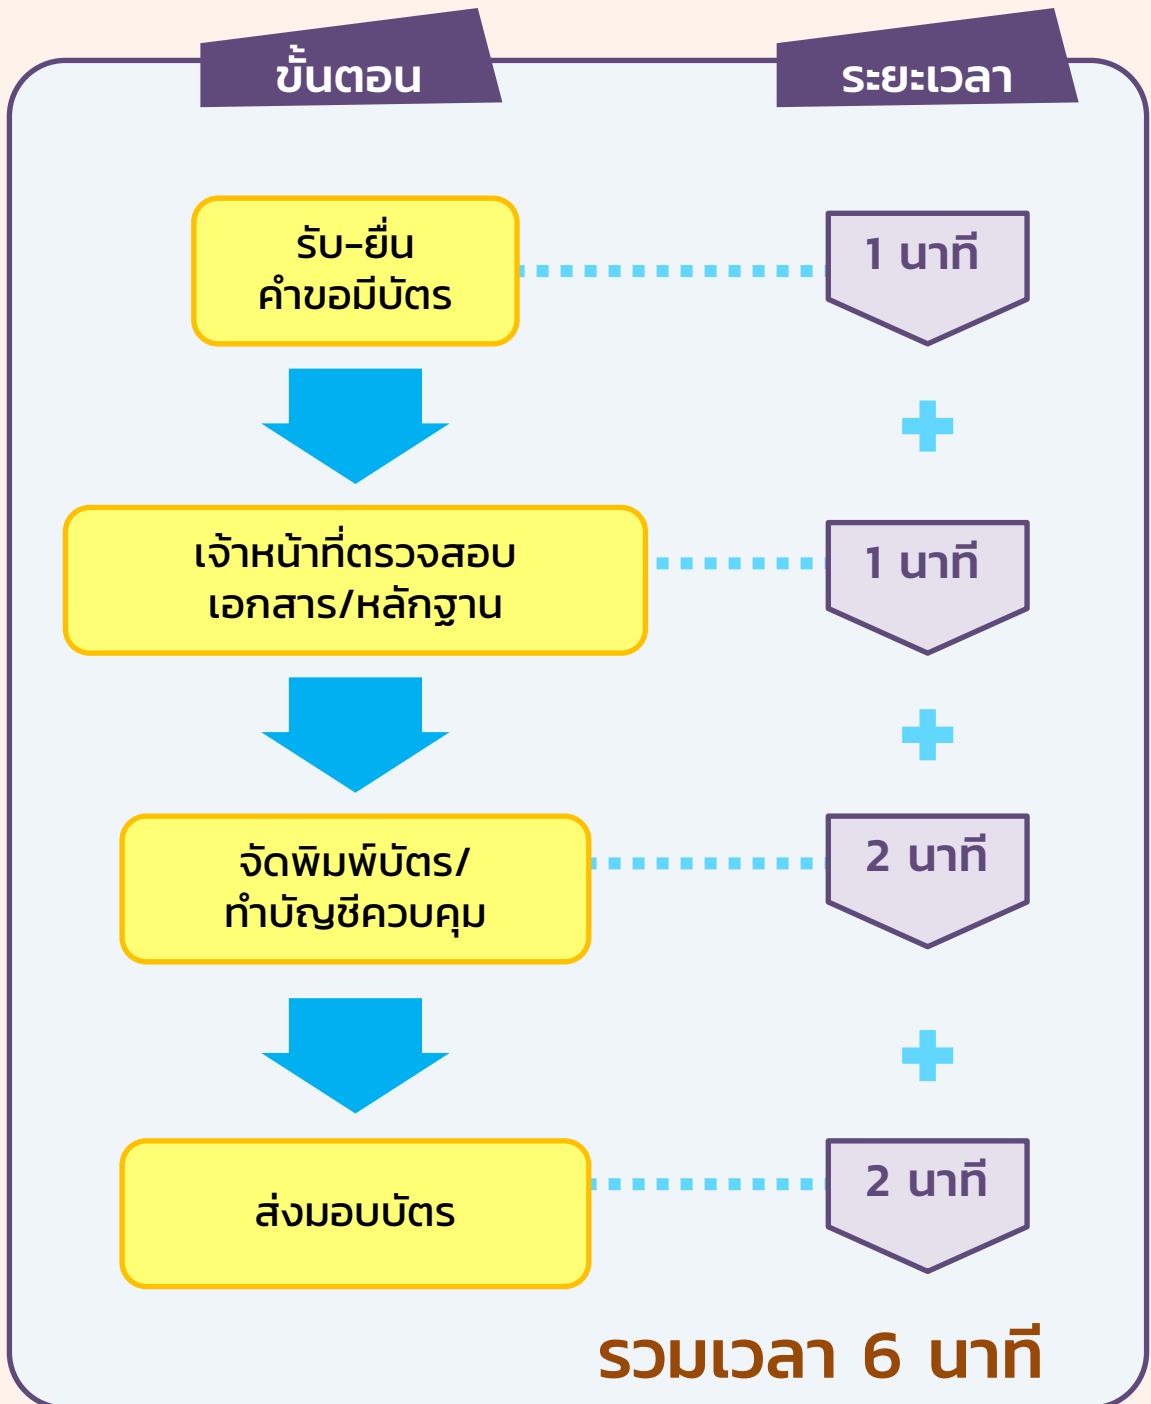 ขั้นตอน
ระยะเวลา
รับ-ยื่น
คำขอมีบัตร
1 นาที
เจ้าหน้าที่ตรวจสอบ
เอกสาร/หลักฐาน
1 นาที
จัดพิมพ์บัตร/
ทำบัญชีควบคุม
2 นาที
ส่งมอบบัตร
2 นาที
รวมเวลา 6 นาที